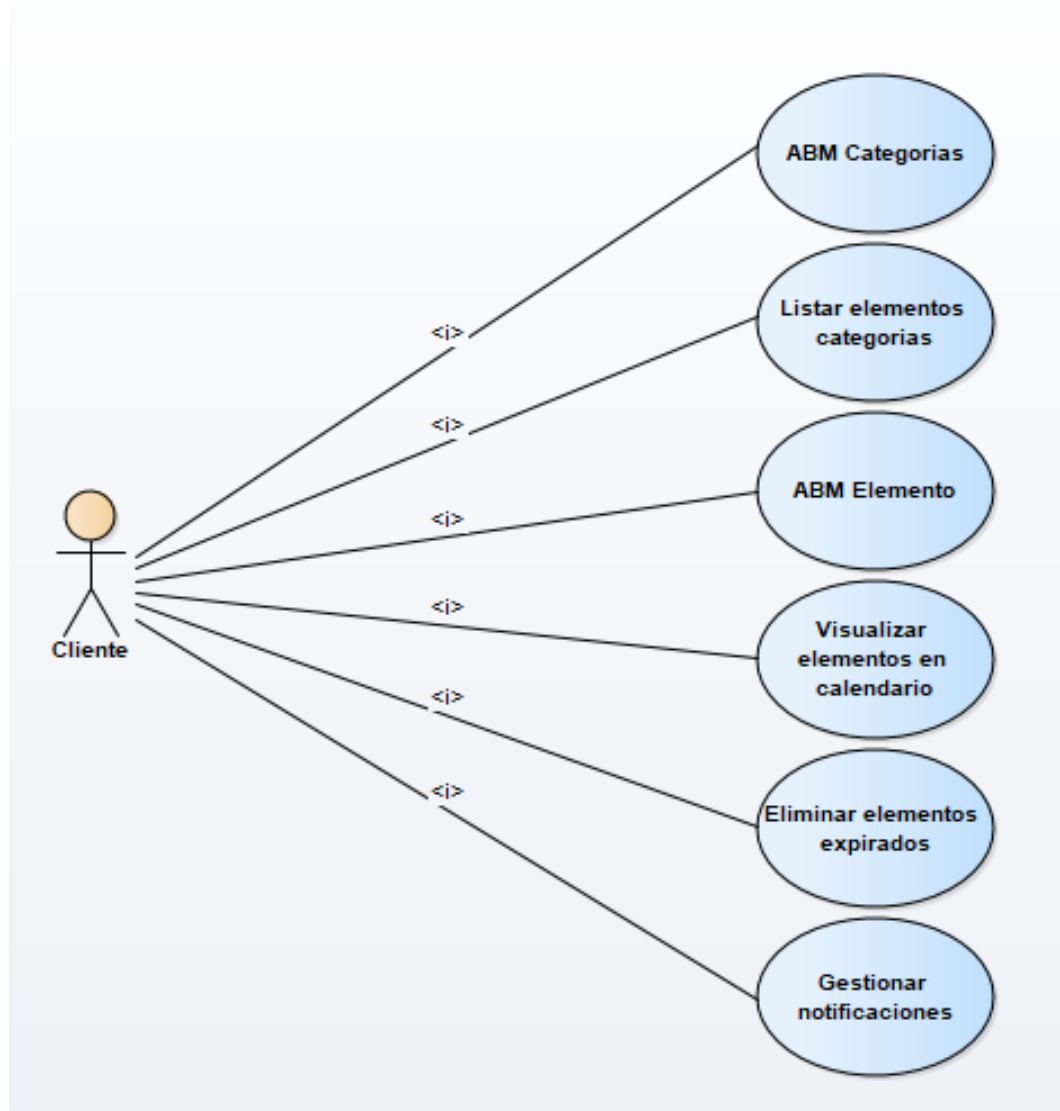 ABM Categorias
Listar elementos
categorias
<i>
<i>
ABM Elemento
<i>
<i>
Visualizar
elementos en
calendario
Cliente
<i>
Eliminar elementos
expirados
<i>
Gestionar
notificaciones